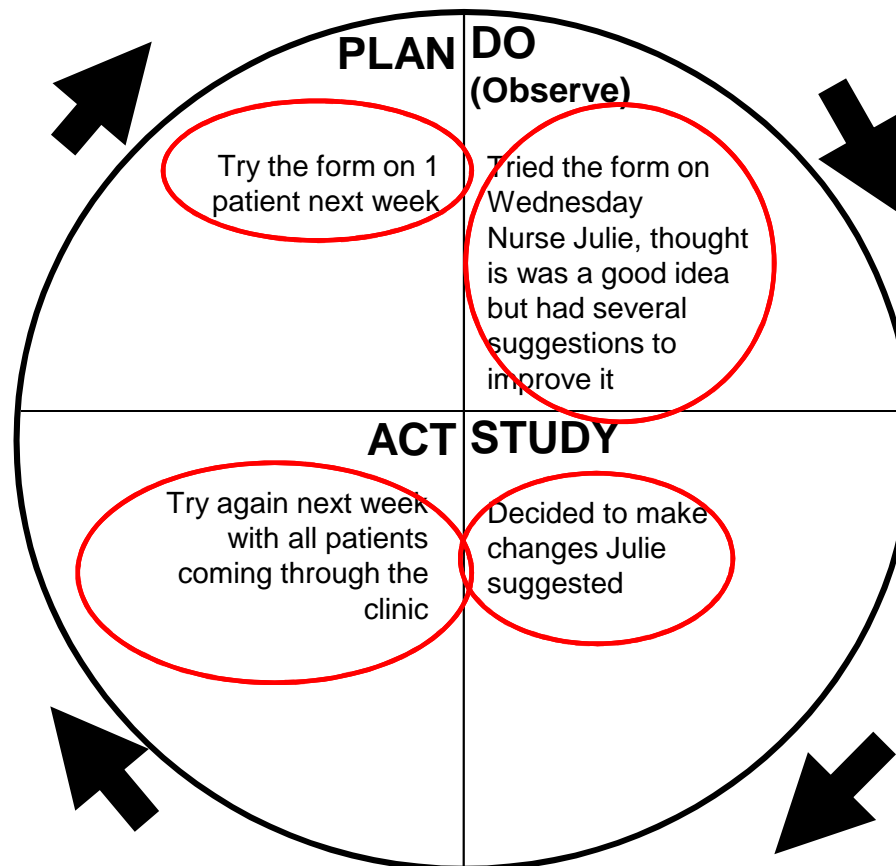 PLAN
Try the form on 1
patient next week
DO
(Observe)
Tried the form on
Wednesday
Nurse Julie, thought
is was a good idea
but had several
suggestions to
improve it
ACT
Try again next week
with all patients
coming through the
clinic
STUDY
Decided to make
changes Julie
suggested